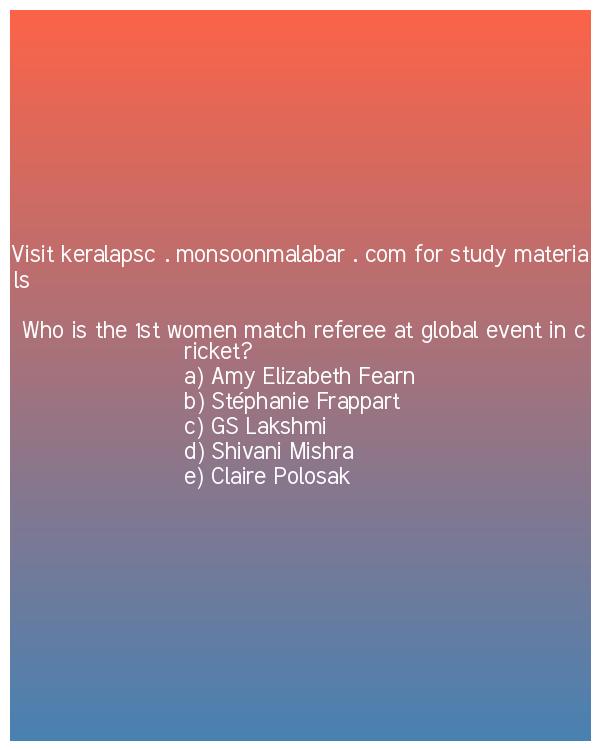 Visit keralapsc . monsoonmalabar . com for study materia
ls
Who is the 1st women match referee at global event in c
ricket?
a) Amy Elizabeth Fearn
b) Stéphanie Frappart
c) GS Lakshmi
d) Shivani Mishra
e) Claire Polosak